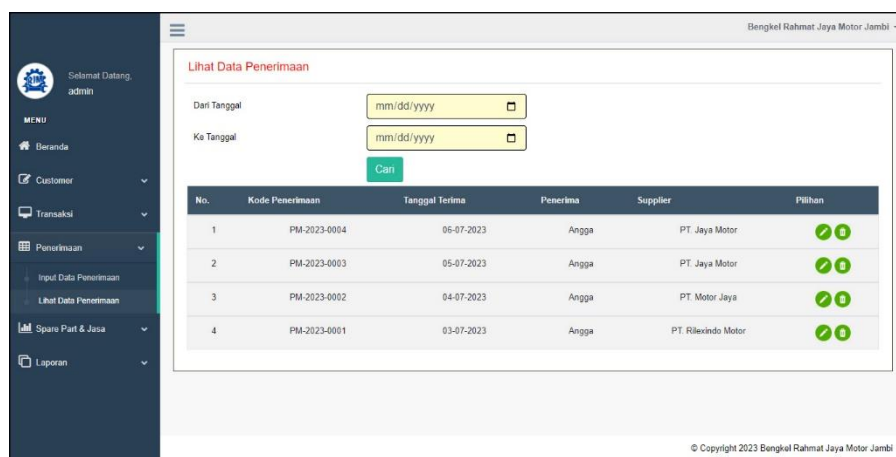 Bengkel Rahmat Jaya Motor Jambi
RJM
Selamat Datang,
admin
MENU
Beranda
Customer
Transaksi
Penerimaan
Input Data Penerimaan
Lihat Data Penerimaan
Spare Part & Jasa
Laporan
Lihat Data Penerimaan
Dari Tanggal mm/dd/yyyy
Ke Tanggal mm/dd/yyyy
Cari
No. Kode Penerimaan Tanggal Terima Penerima Supplier Pilihan
1 PM-2023-0004 06-07-2023 Angga PT. Jaya Motor
2 PM-2023-0003 05-07-2023 Angga PT. Jaya Motor
3 PM-2023-0002 04-07-2023 Angga PT. Motor Jaya
4 PM-2023-0001 03-07-2023 Angga PT. Rilexindo Motor
© Copyright 2023 Bengkel Rahmat Jaya Motor Jambi